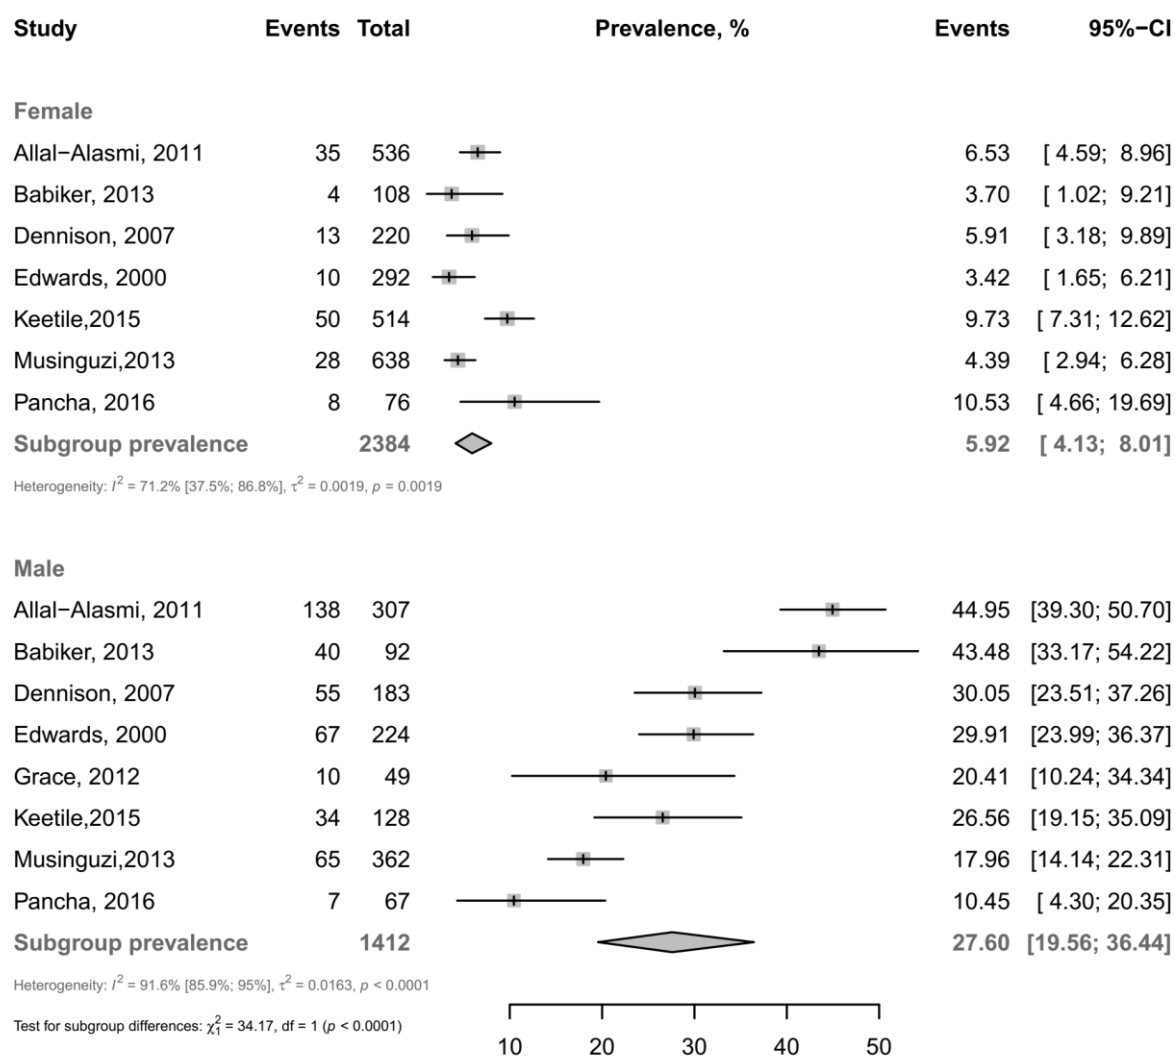 Study Events Total Prevalence, % Events 95%−CI
Female
Allal−Alasmi, 2011 35 536 6.53 [ 4.59; 8.96]
Babiker, 2013 4 108 3.70 [ 1.02; 9.21]
Dennison, 2007 13 220 5.91 [ 3.18; 9.89]
Edwards, 2000 10 292 3.42 [ 1.65; 6.21]
Keetile,2015 50 514 9.73 [ 7.31; 12.62]
Musinguzi,2013 28 638 4.39 [ 2.94; 6.28]
Pancha, 2016 8 76 10.53 [ 4.66; 19.69]
Subgroup prevalence 2384 5.92 [ 4.13; 8.01]
Heterogeneity: I² = 71.2% [37.5%; 86.8%], τ² = 0.0019, p = 0.0019
Male
Allal−Alasmi, 2011 138 307 44.95 [39.30; 50.70]
Babiker, 2013 40 92 43.48 [33.17; 54.22]
Dennison, 2007 55 183 30.05 [23.51; 37.26]
Edwards, 2000 67 224 29.91 [23.99; 36.37]
Grace, 2012 10 49 20.41 [10.24; 34.34]
Keetile,2015 34 128 26.56 [19.15; 35.09]
Musinguzi,2013 65 362 17.96 [14.14; 22.31]
Pancha, 2016 7 67 10.45 [ 4.30; 20.35]
Subgroup prevalence 1412 27.60 [19.56; 36.44]
Heterogeneity: I² = 91.6% [85.9%; 95%], τ² = 0.0163, p < 0.0001
Test for subgroup differences: χ₁² = 34.17, df = 1 (p < 0.0001)
10 20 30 40 50